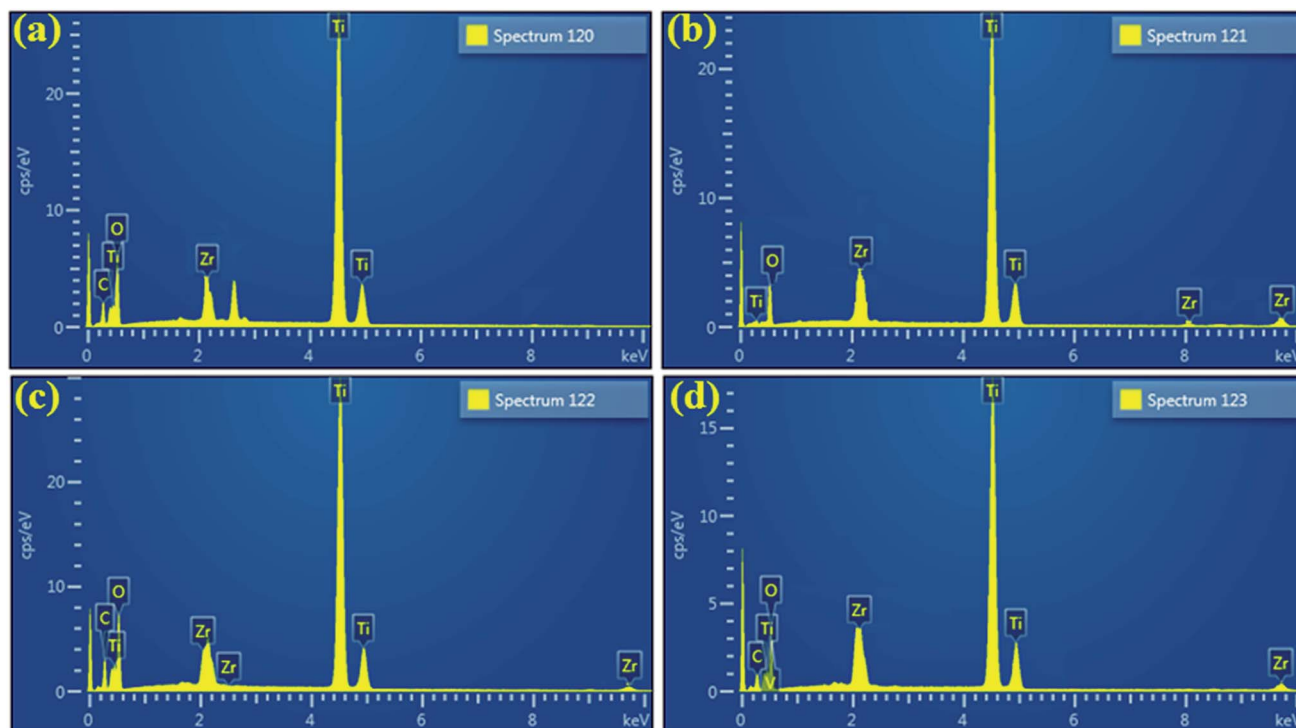 (a)
Spectrum 120
Ti
20
cps/eV
10
O
Ti
C
Zr
Ti
0
0 2 4 6 8 keV
(b)
Spectrum 121
Ti
20
cps/eV
10
O
Ti
Zr
Ti
Zr
Zr
0
0 2 4 6 8 keV
(c)
Spectrum 122
Ti
20
cps/eV
10
O
C
Ti
Zr
Zr
Ti
Zr
0
0 2 4 6 8 keV
(d)
Spectrum 123
Ti
15
cps/eV
10
5
O
Ti
C
V
Zr
Ti
Zr
0
0 2 4 6 8 keV